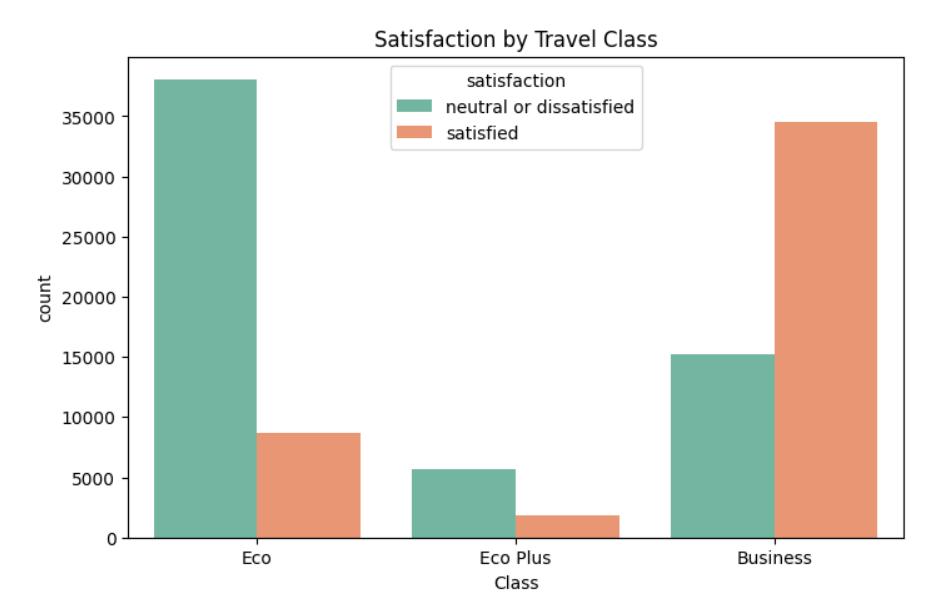 Satisfaction by Travel Class
satisfaction
neutral or dissatisfied
satisfied
35000
30000
25000
20000
15000
10000
5000
0
count
Eco
Eco Plus
Business
Class